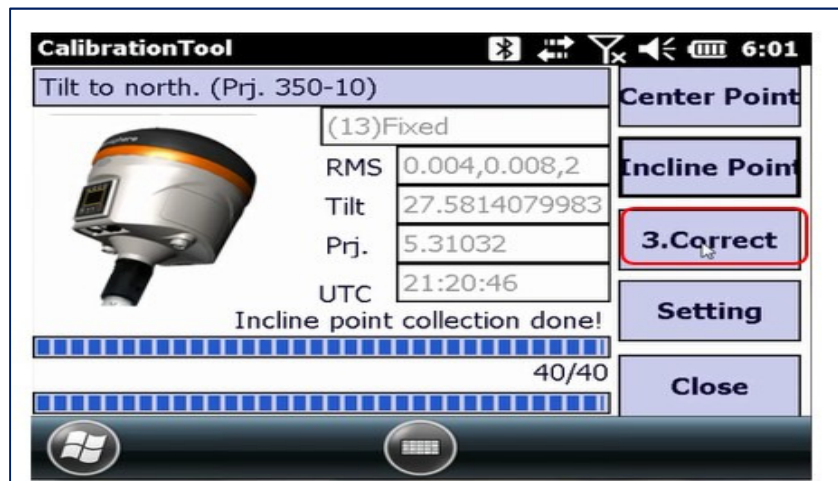 CalibrationTool
6:01
Tilt to north. (Prj. 350-10)
(13)Fixed
RMS 0.004,0.008,2
Tilt 27.5814079983
Prj. 5.31032
UTC 21:20:46
Incline point collection done!
40/40
Center Point
Incline Point
3.Correct
Setting
Close